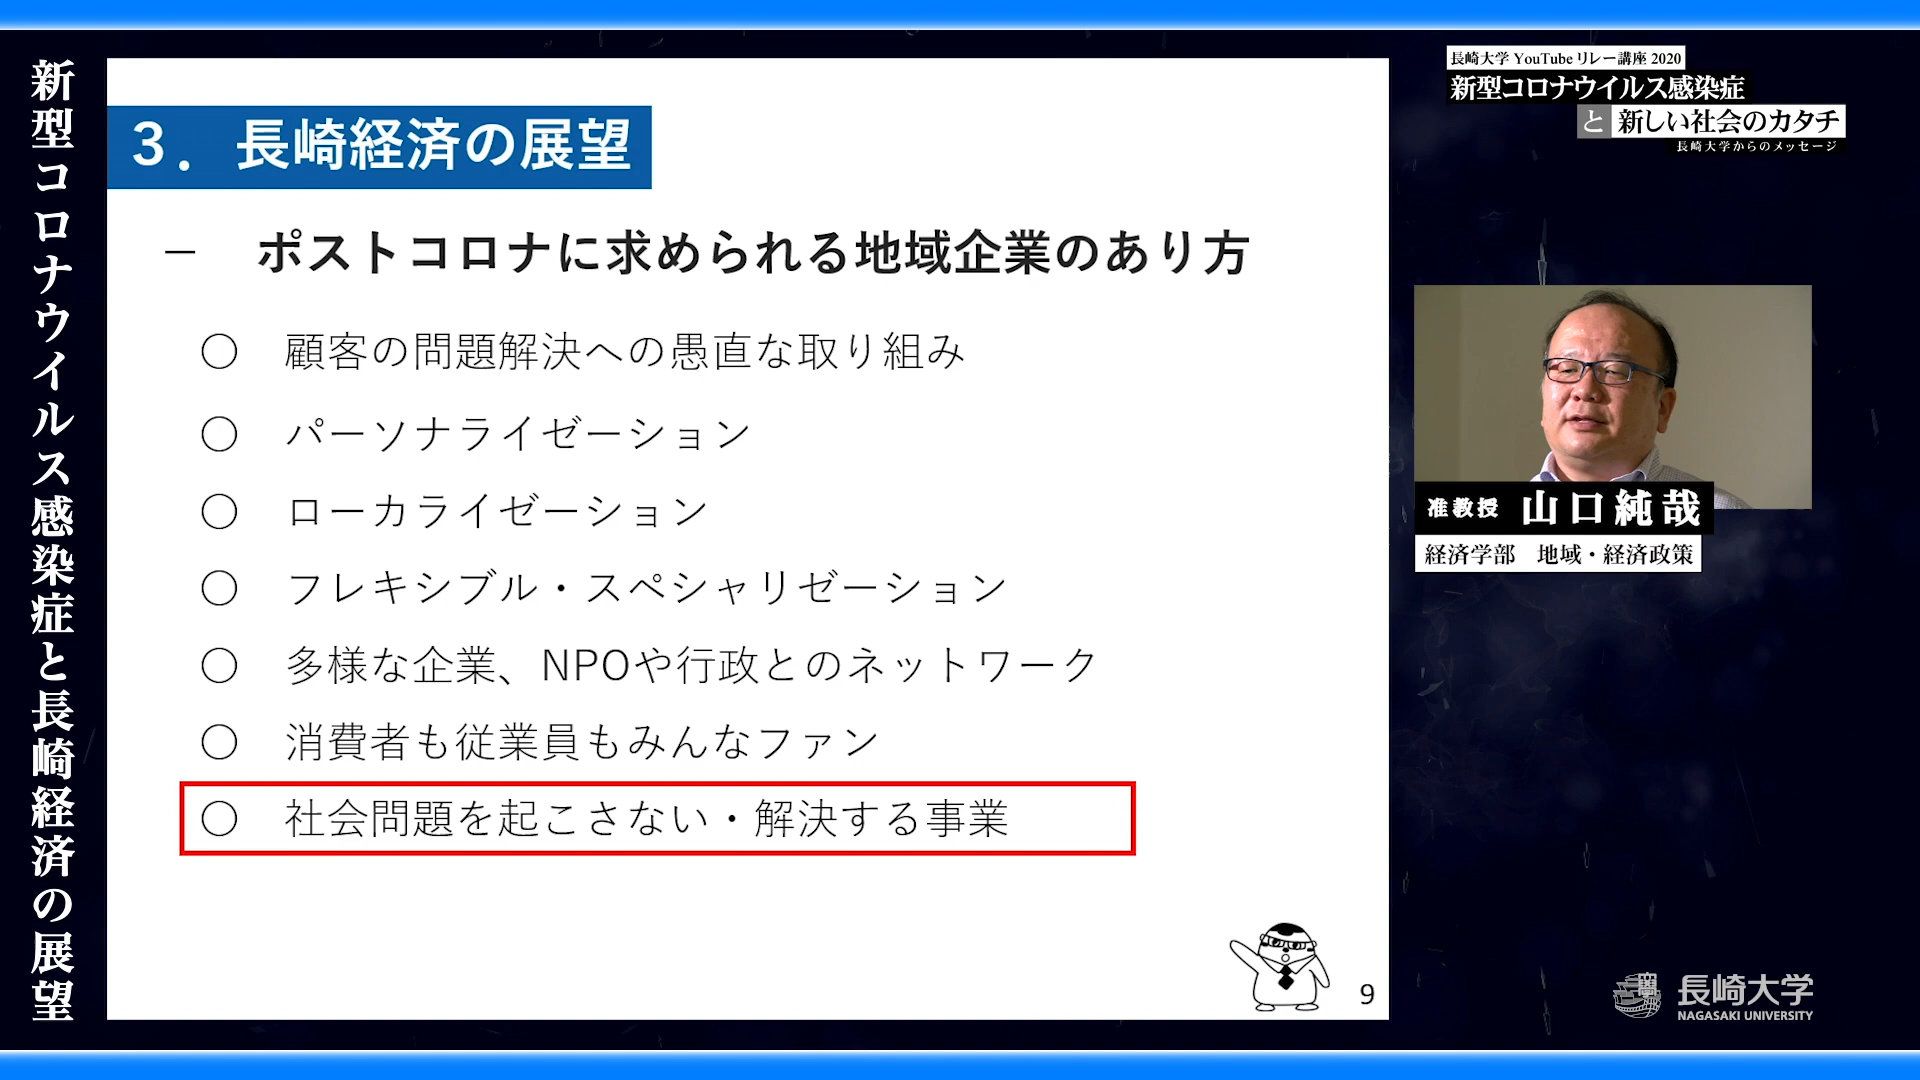 新型コロナウイルス感染症と長崎経済の展望
3．長崎経済の展望
－ ポストコロナに求められる地域企業のあり方
○ 顧客の問題解決への愚直な取り組み
○ パーソナライゼーション
○ ローカライゼーション
○ フレキシブル・スペシャリゼーション
○ 多様な企業、NPOや行政とのネットワーク
○ 消費者も従業員もみんなファン
○ 社会問題を起こさない・解決する事業
9
長崎大学 YouTube リレー講座 2020
新型コロナウイルス感染症
と 新しい社会のカタチ
長崎大学からのメッセージ
准教授 山口純哉
経済学部 地域・経済政策
長崎大学
NAGASAKI UNIVERSITY